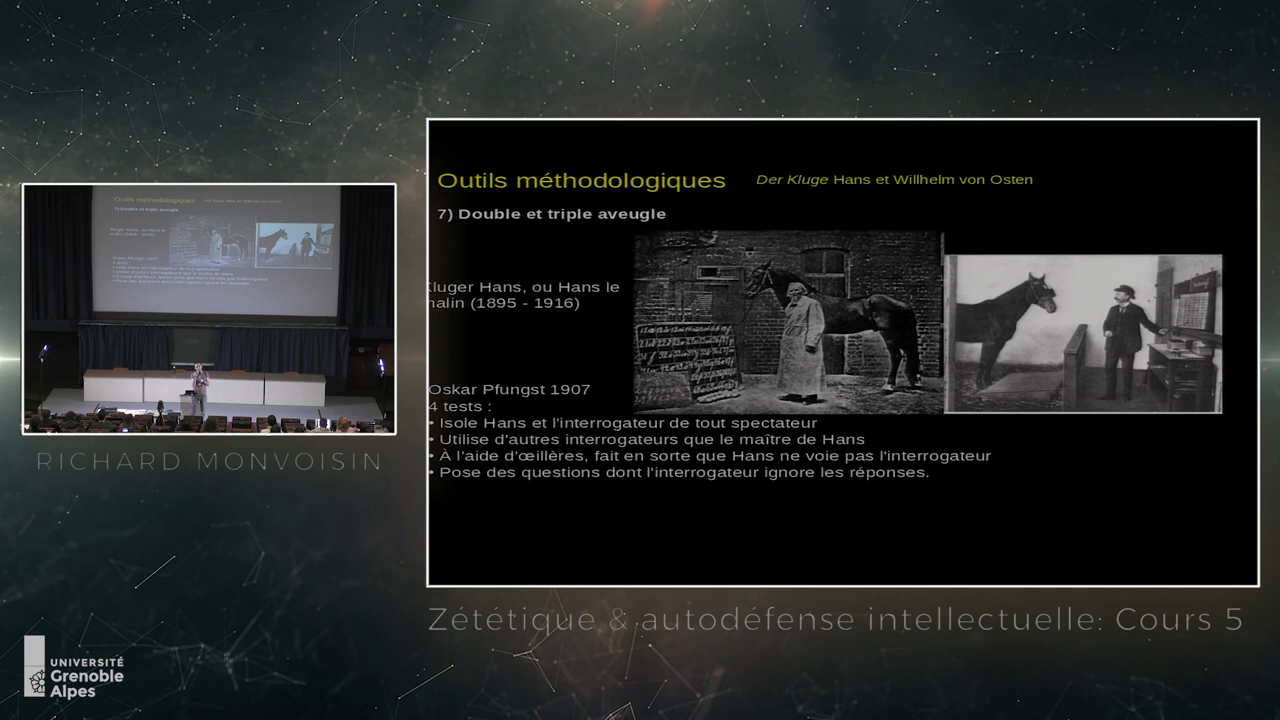 Outils méthodologiques
Der Kluge Hans et Willhelm von Osten
7) Double et triple aveugle
Kluger Hans, ou Hans le
malin (1895 - 1916)
Oskar Pfungst 1907
4 tests :
• Isole Hans et l'interrogateur de tout spectateur
• Utilise d'autres interrogateurs que le maître de Hans
• À l'aide d'œillères, fait en sorte que Hans ne voie pas l'interrogateur
• Pose des questions dont l'interrogateur ignore les réponses.
RICHARD MONVOISIN
Zététique & autodéfense intellectuelle: Cours 5
UNIVERSITÉ
Grenoble
Alpes